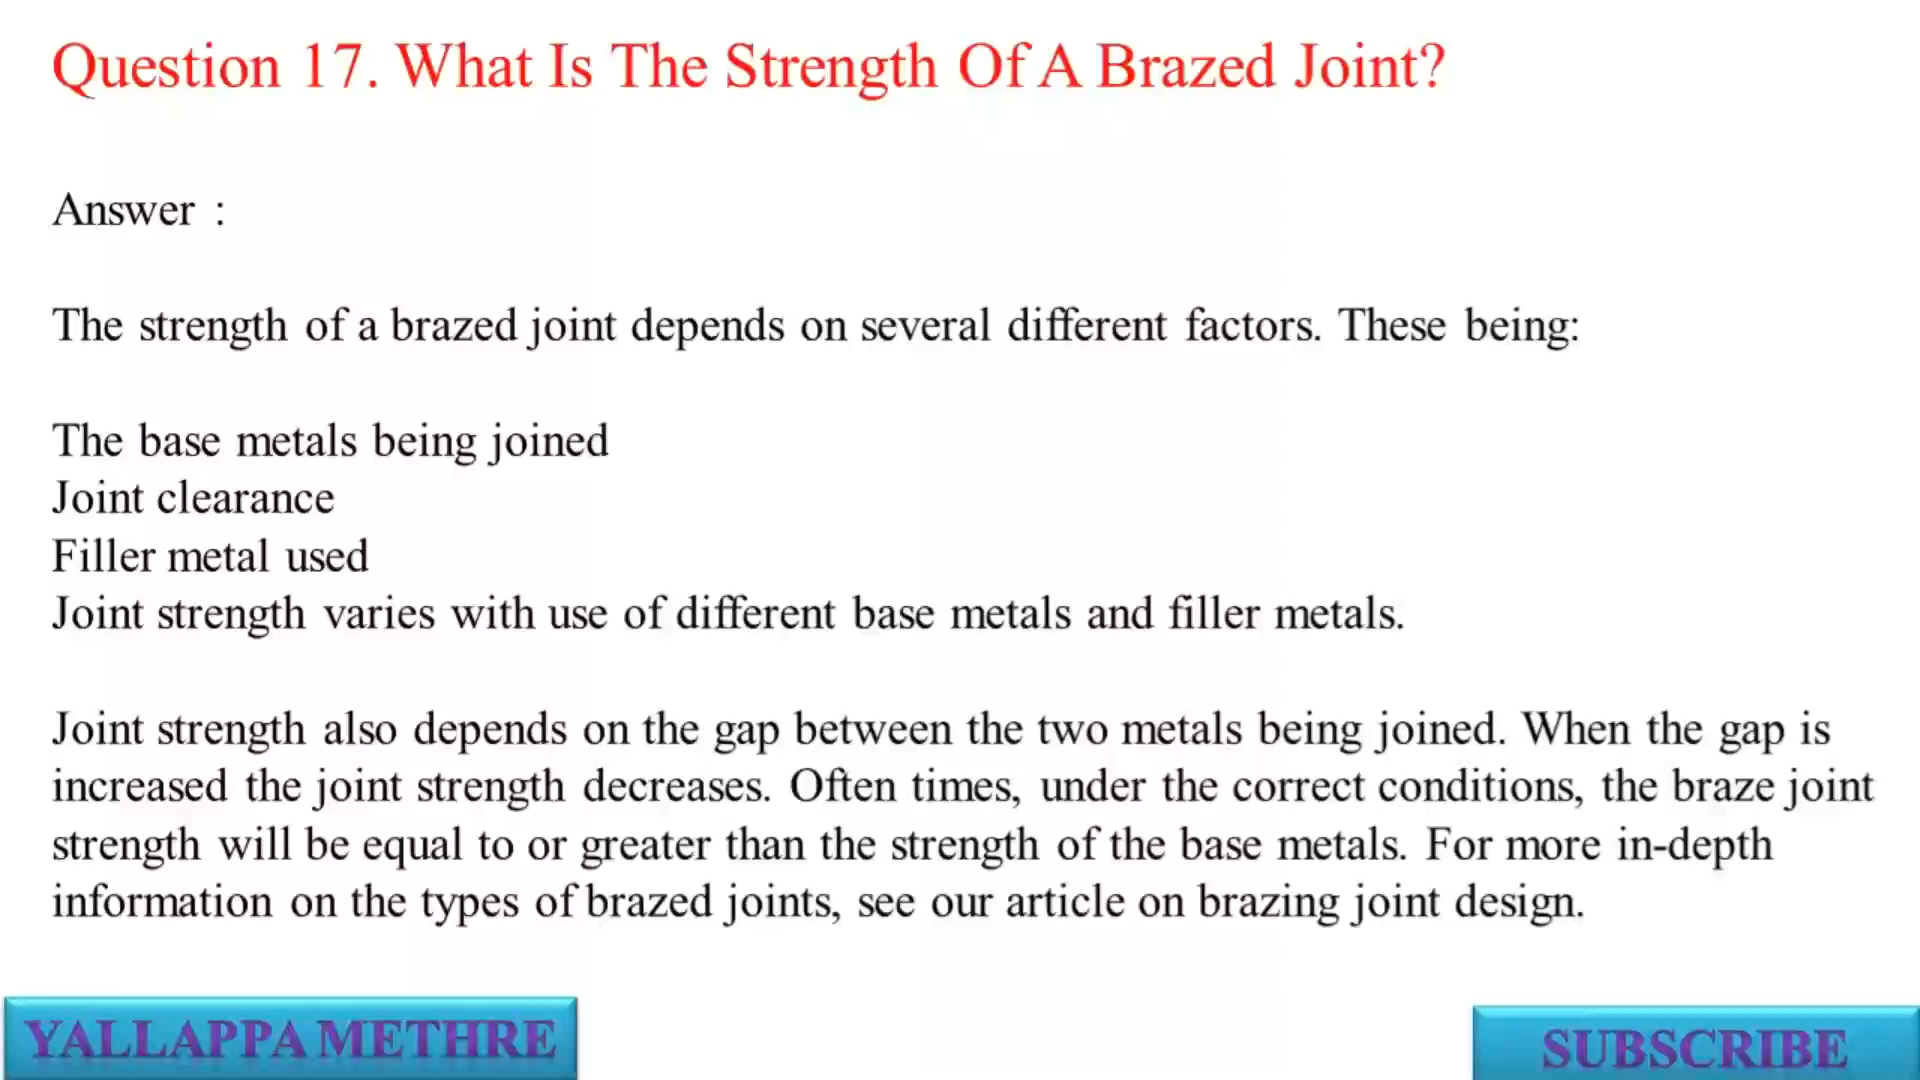 Question 17. What Is The Strength Of A Brazed Joint?
Answer :
The strength of a brazed joint depends on several different factors. These being:
The base metals being joined
Joint clearance
Filler metal used
Joint strength varies with use of different base metals and filler metals.
Joint strength also depends on the gap between the two metals being joined. When the gap is
increased the joint strength decreases. Often times, under the correct conditions, the braze joint
strength will be equal to or greater than the strength of the base metals. For more in-depth
information on the types of brazed joints, see our article on brazing joint design.
YALLAPPA METHRE
SUBSCRIBE